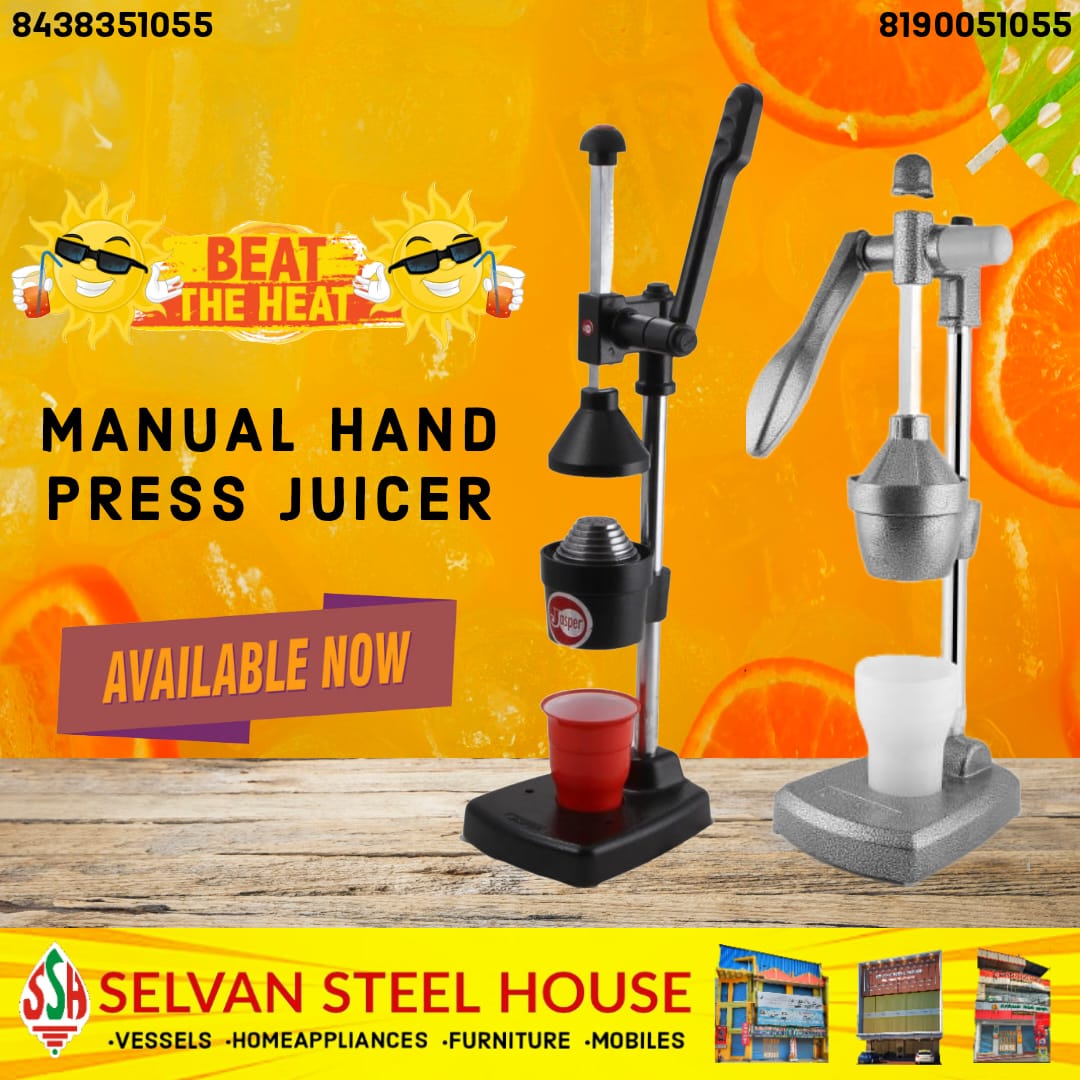 8438351055
8190051055
BEAT
THE HEAT
MANUAL HAND
PRESS JUICER
Jasper
AVAILABLE NOW
SSH
SELVAN STEEL HOUSE
·VESSELS ·HOMEAPPLIANCES ·FURNITURE ·MOBILES